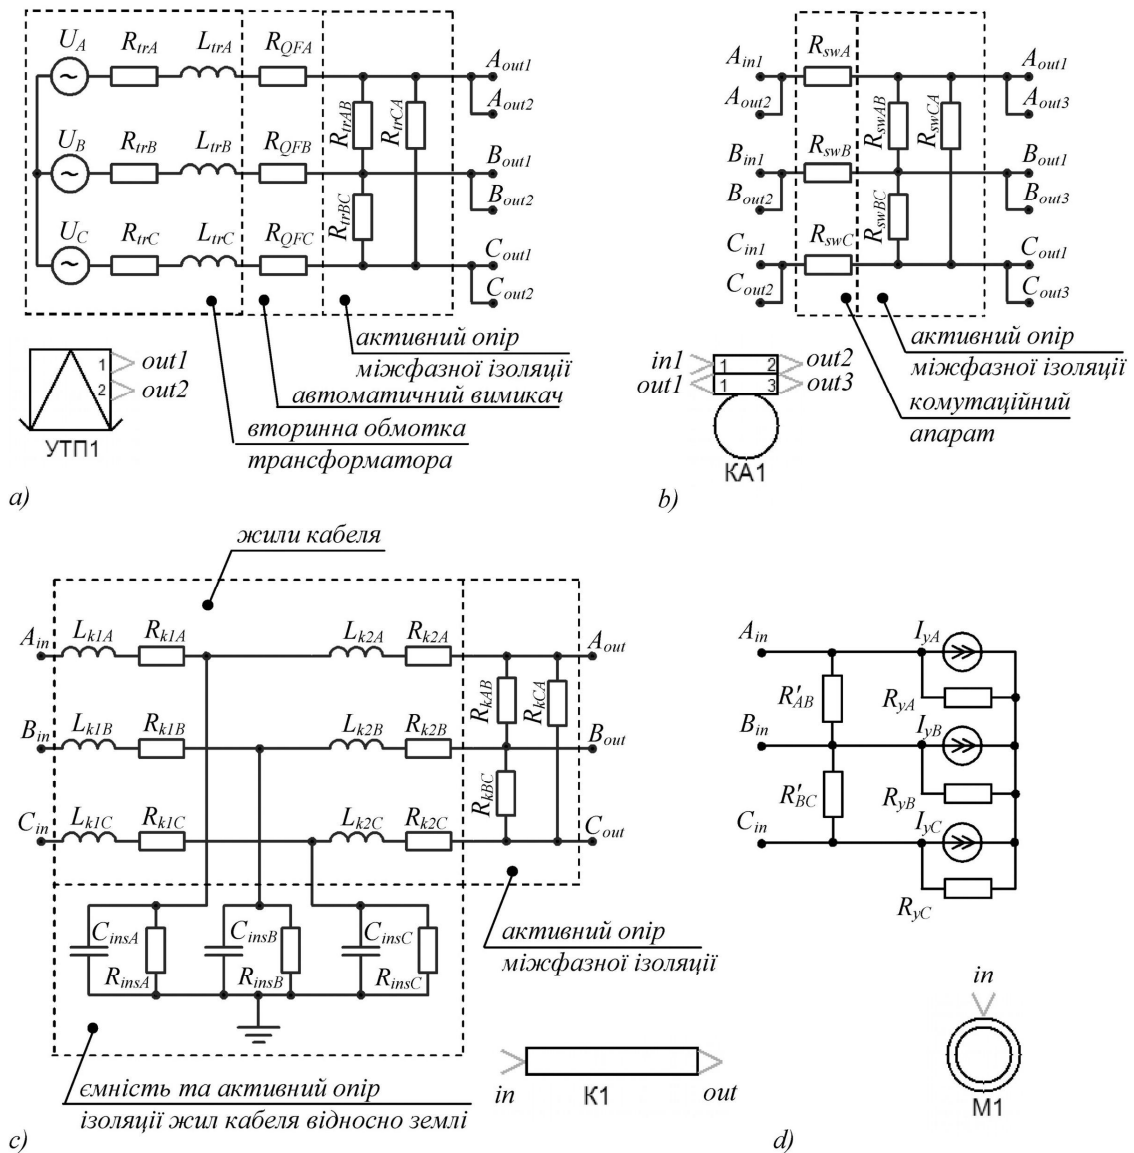 U_A R_trA L_trA R_QFA
A_out1
A_out2
R_trAB R_trCA
U_B R_trB L_trB R_QFB
B_out1
B_out2
R_trBC
U_C R_trC L_trC R_QFC
C_out1
C_out2
активний опір
міжфазної ізоляції
автоматичний вимикач
вторинна обмотка
трансформатора
1 out1
2 out2
УТП1
a)
A_in1 R_swA A_out1
A_out2 A_out3
R_swAB R_swCA
B_in1 R_swB B_out1
B_out2 B_out3
R_swBC
C_in1 R_swC C_out1
C_out2 C_out3
активний опір
міжфазної ізоляції
комутаційний
апарат
in1 1 2 out2
out1 1 3 out3
КА1
b)
жили кабеля
A_in L_k1A R_k1A L_k2A R_k2A A_out
R_kAB R_kCA
B_in L_k1B R_k1B L_k2B R_k2B B_out
R_kBC
C_in L_k1C R_k1C L_k2C R_k2C C_out
C_insA C_insB C_insC
R_insA R_insB R_insC
активний опір
міжфазної ізоляції
ємність та активний опір
ізоляції жил кабеля відносно землі
in К1 out
c)
A_in I_yA
R'_AB R_yA
B_in I_yB
R'_BC R_yB
C_in I_yC
R_yC
in
М1
d)